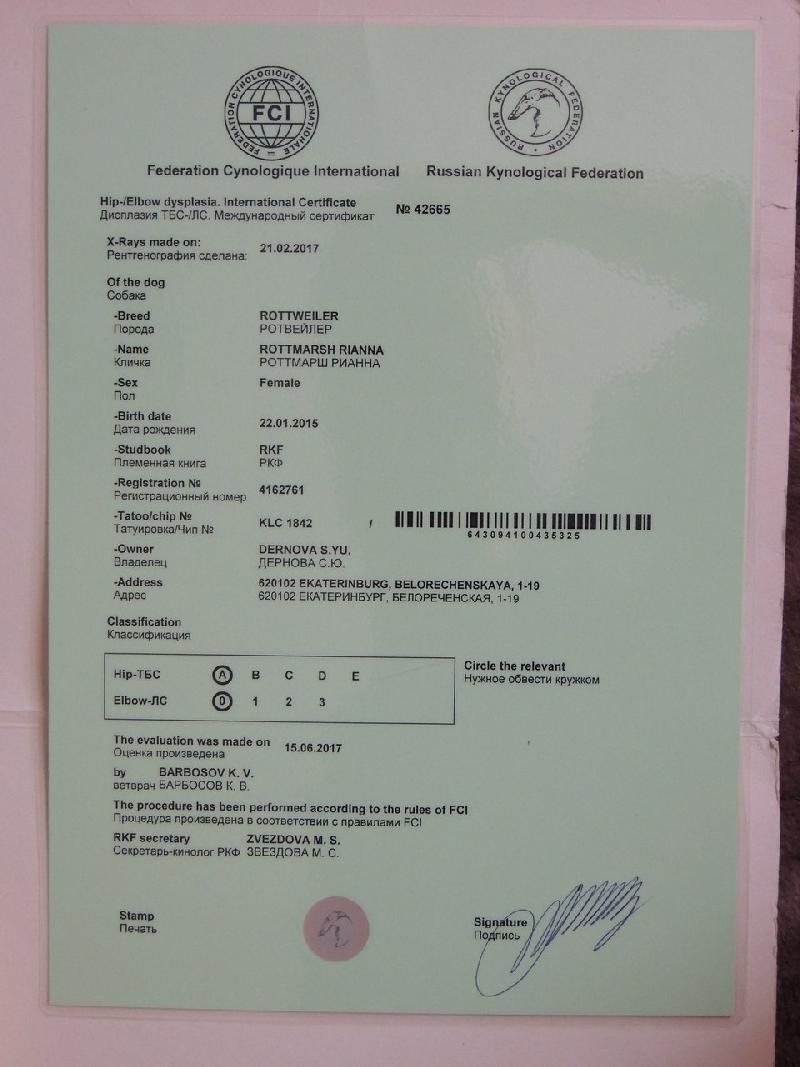 FEDERATION CYNOLOGIQUE INTERNATIONALE
FCI
RUSSIAN KYNOLOGICAL FEDERATION
Federation Cynologique International
Russian Kynological Federation
Hip-/Elbow dysplasia. International Certificate
Дисплазия ТБС-/ЛС. Международный сертификат
№ 42665
X-Rays made on:
Рентгенография сделана:
21.02.2017
Of the dog
Собака
-Breed
Порода
ROTTWEILER
РОТВЕЙЛЕР
-Name
Кличка
ROTTMARSH RIANNA
РОТТМАРШ РИАННА
-Sex
Пол
Female
-Birth date
Дата рождения
22.01.2015
-Studbook
Племенная книга
RKF
РКФ
-Registration №
Регистрационный номер
4162761
-Tatoo/chip №
Татуировка/Чип №
KLC 1842 /
643094100435325
-Owner
Владелец
DERNOVA S.YU.
ДЕРНОВА С.Ю.
-Address
Адрес
620102 EKATERINBURG, BELORECHENSKAYA, 1-19
620102 ЕКАТЕРИНБУРГ, БЕЛОРЕЧЕНСКАЯ, 1-19
Classification
Классификация
Hip-ТБС A B C D E
Elbow-ЛС 0 1 2 3
Circle the relevant
Нужное обвести кружком
The evaluation was made on
Оценка произведена
15.06.2017
by BARBOSOV K. V.
ветврач БАРБОСОВ К. В.
The procedure has been performed according to the rules of FCI
Процедура произведена в соответствии с правилами FCI
RKF secretary ZVEZDOVA M. S.
Секретарь-кинолог РКФ ЗВЕЗДОВА М. С.
Stamp
Печать
Signature
Подпись